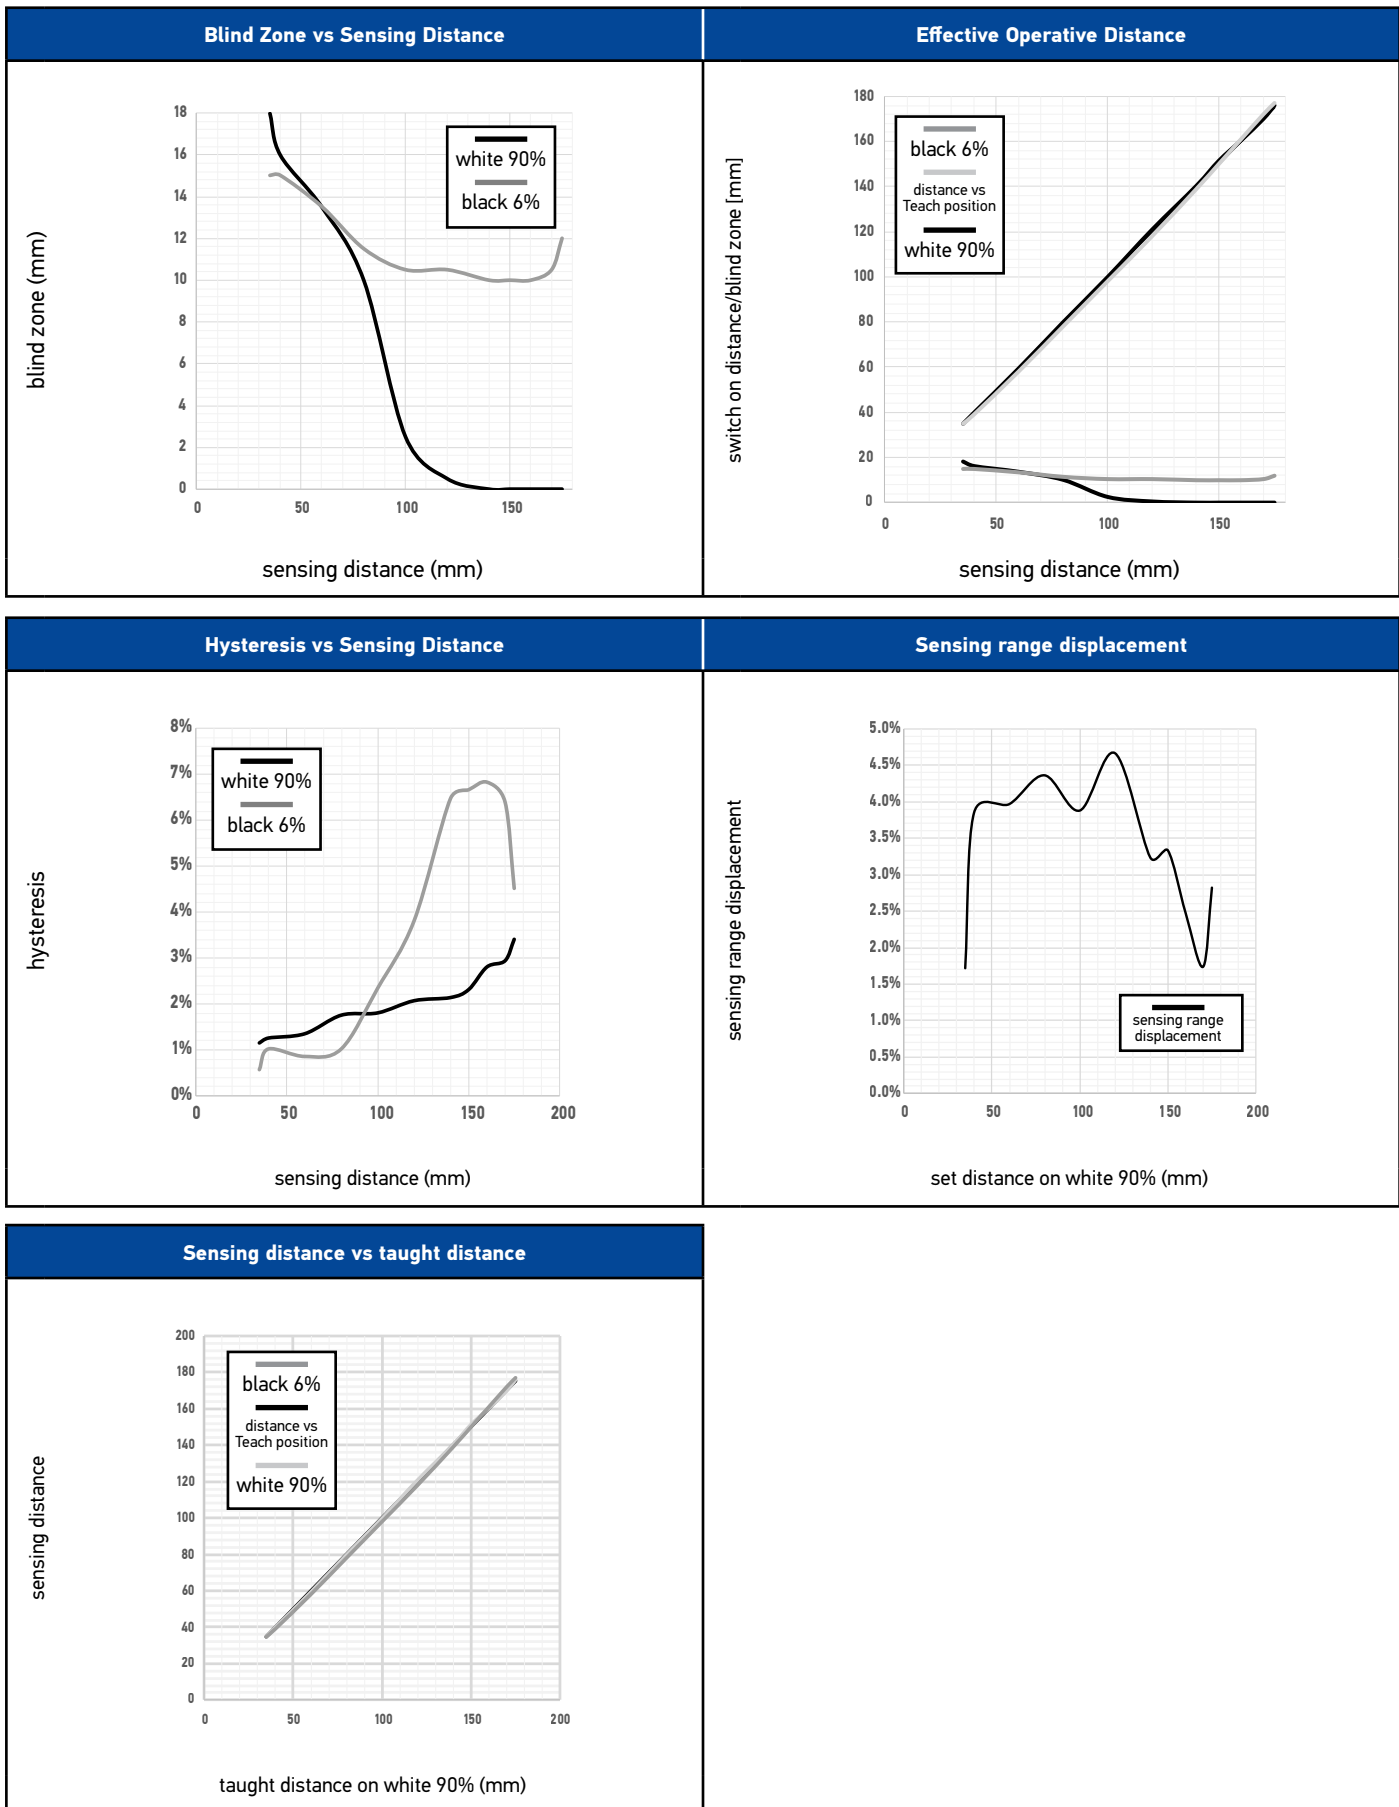 Blind Zone vs Sensing Distance
Effective Operative Distance
blind zone (mm)
18
16
14
12
10
8
6
4
2
0
0 50 100 150
white 90%
black 6%
sensing distance (mm)
switch on distance/blind zone [mm]
180
160
140
120
100
80
60
40
20
0
0 50 100 150
black 6%
distance vs
Teach position
white 90%
sensing distance (mm)
Hysteresis vs Sensing Distance
Sensing range displacement
hysteresis
8%
7%
6%
5%
4%
3%
2%
1%
0%
0 50 100 150 200
white 90%
black 6%
sensing distance (mm)
sensing range displacement
5.0%
4.5%
4.0%
3.5%
3.0%
2.5%
2.0%
1.5%
1.0%
0.5%
0.0%
0 50 100 150 200
sensing range
displacement
set distance on white 90% (mm)
Sensing distance vs taught distance
sensing distance
200
180
160
140
120
100
80
60
40
20
0
0 50 100 150 200
black 6%
distance vs
Teach position
white 90%
taught distance on white 90% (mm)